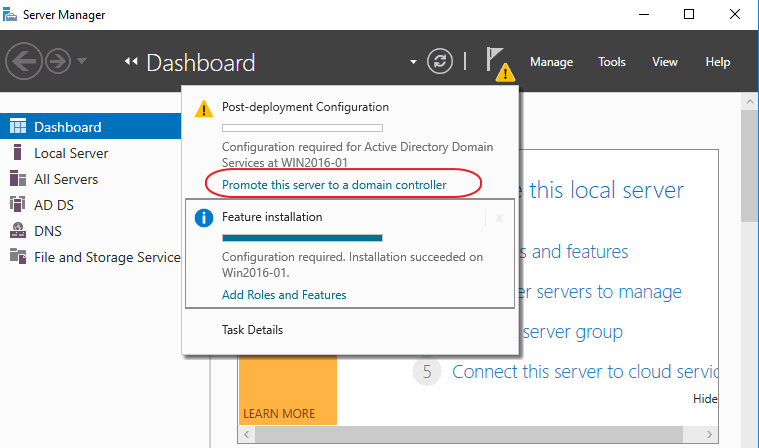 Server Manager
Dashboard
Manage Tools View Help
Dashboard
Local Server
All Servers
AD DS
DNS
File and Storage Service
Post-deployment Configuration
Configuration required for Active Directory Domain
Services at WIN2016-01
Promote this server to a domain controller
Feature installation
x
Configuration required. Installation succeeded on
Win2016-01.
Add Roles and Features
Task Details
this local server
s and features
er servers to manage
server group
5 Connect this server to cloud servic
Hide
LEARN MORE